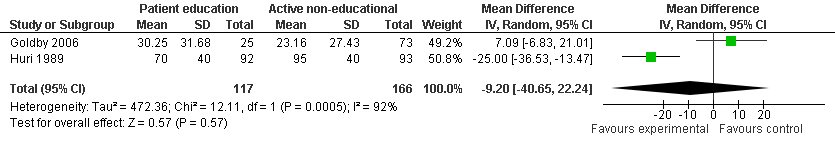 Patient education Active non-educational Mean Difference Mean Difference
Study or Subgroup Mean SD Total Mean SD Total Weight IV, Random, 95% CI IV, Random, 95% CI
Goldby 2006 30.25 31.68 25 23.16 27.43 73 49.2% 7.09 [-6.83, 21.01]
Huri 1989 70 40 92 95 40 93 50.8% -25.00 [-36.53, -13.47]
Total (95% CI) 117 166 100.0% -9.20 [-40.65, 22.24]
Heterogeneity: Tau² = 472.36; Chi² = 12.11, df = 1 (P = 0.0005); I² = 92%
Test for overall effect: Z = 0.57 (P = 0.57)
-20 -10 0 10 20
Favours experimental Favours control